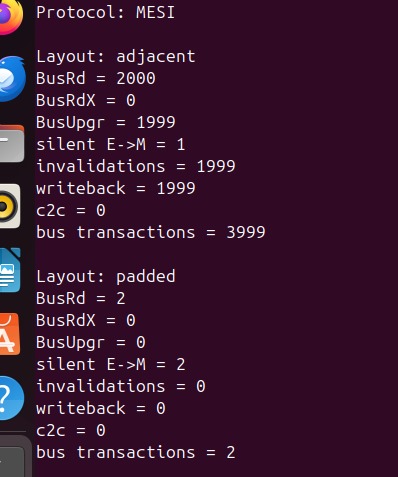 Protocol: MESI
Layout: adjacent
BusRd = 2000
BusRdX = 0
BusUpgr = 1999
silent E->M = 1
invalidations = 1999
writeback = 1999
c2c = 0
bus transactions = 3999
Layout: padded
BusRd = 2
BusRdX = 0
BusUpgr = 0
silent E->M = 2
invalidations = 0
writeback = 0
c2c = 0
bus transactions = 2